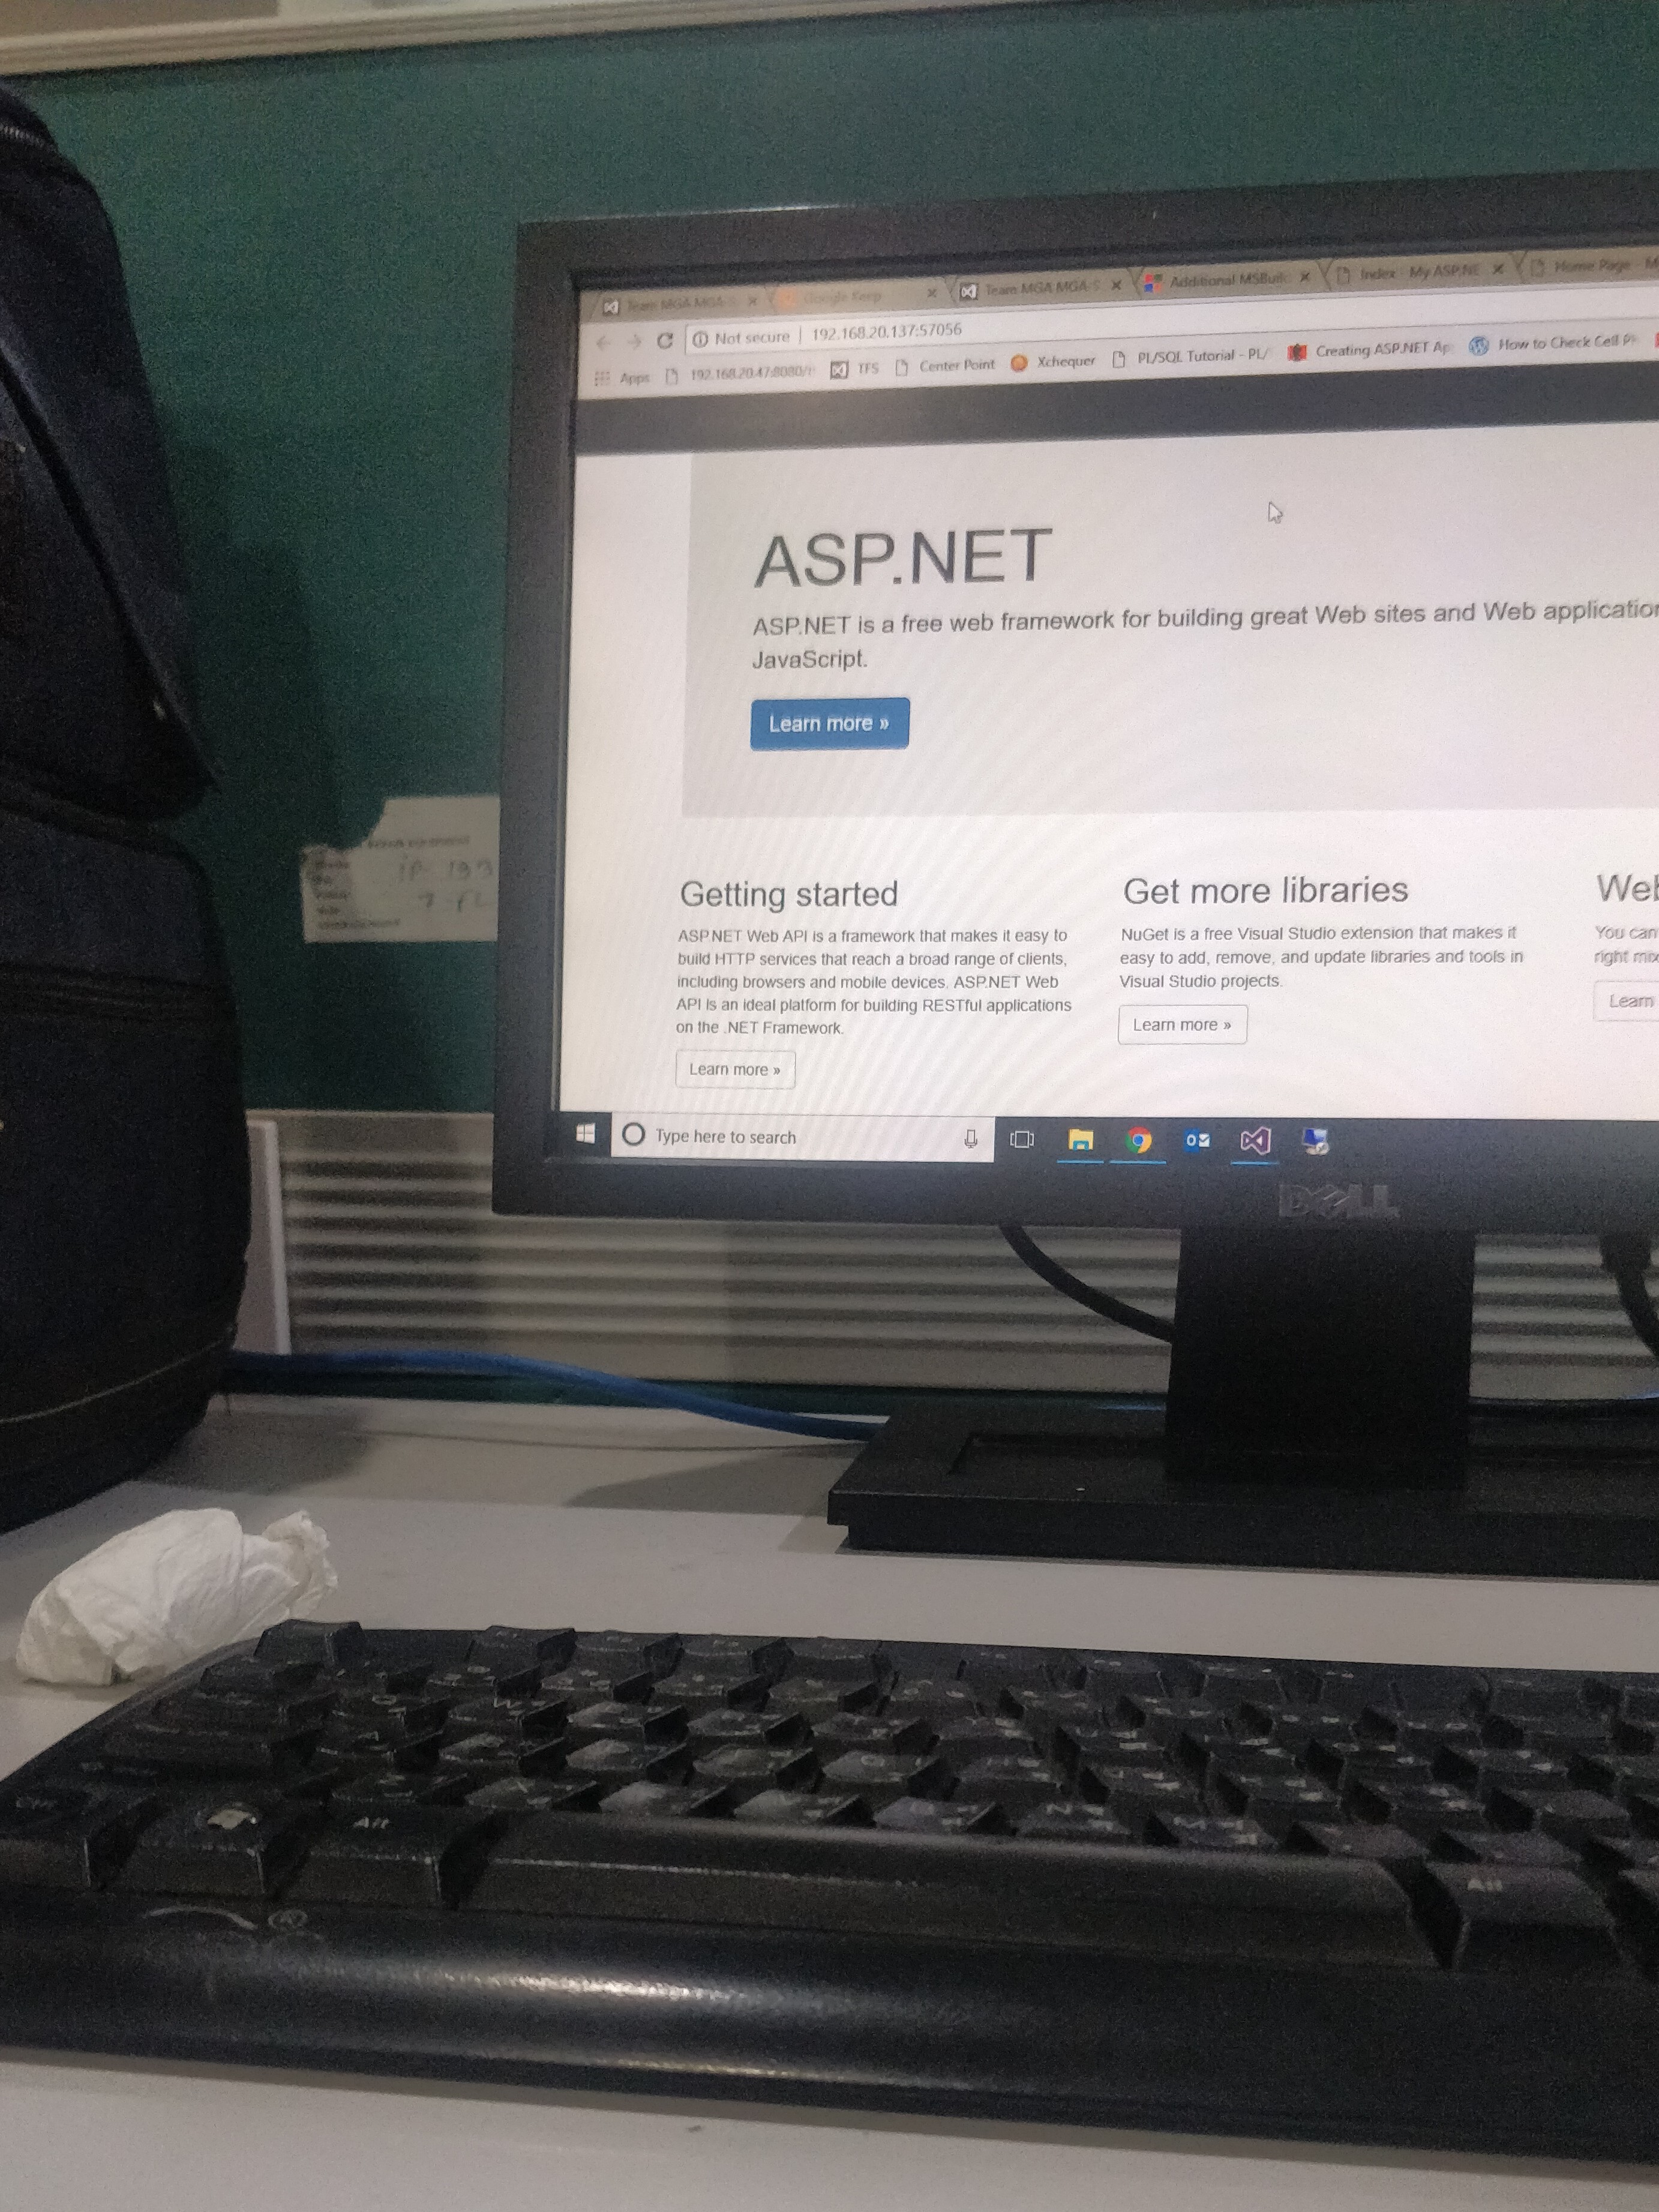 Team MGA MGA-S
Google Keep
Team MGA MGA-S
Additional MSBuil
Index - My ASP.NE
Home Page - M
Not secure | 192.168.20.137:57056
Apps
192.168.20.47:8080/t
TFS
Center Point
Xchequer
PL/SQL Tutorial - PL/
Creating ASP.NET Ap
How to Check Cell P
ASP.NET
ASP.NET is a free web framework for building great Web sites and Web application
JavaScript.
Learn more »
Getting started
ASP.NET Web API is a framework that makes it easy to
build HTTP services that reach a broad range of clients,
including browsers and mobile devices. ASP.NET Web
API is an ideal platform for building RESTful applications
on the .NET Framework.
Learn more »
Get more libraries
NuGet is a free Visual Studio extension that makes it
easy to add, remove, and update libraries and tools in
Visual Studio projects.
Learn more »
Web
You can
right mix
Learn
Type here to search
DELL
Alt
Alt